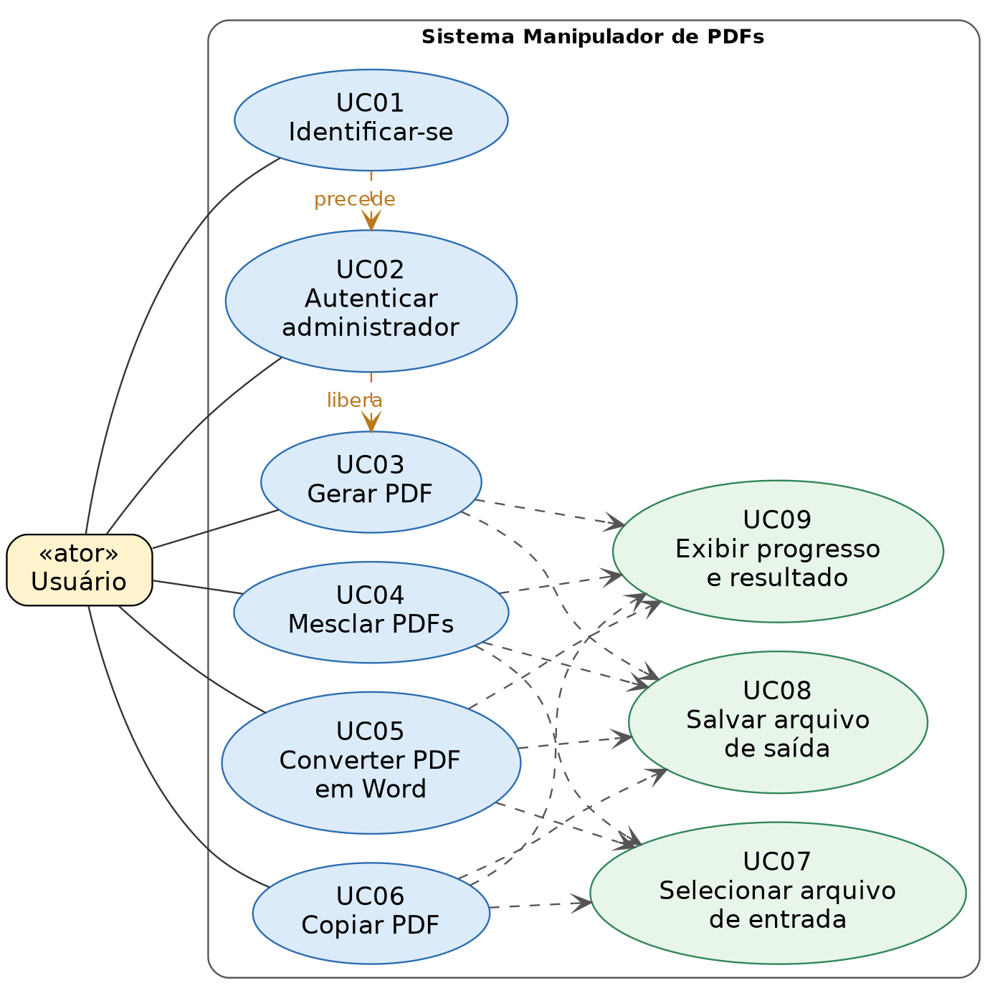 Sistema Manipulador de PDFs
UC01
Identificar-se
precede
UC02
Autenticar
administrador
libera
UC03
Gerar PDF
«ator»
Usuário
UC04
Mesclar PDFs
UC05
Converter PDF
em Word
UC06
Copiar PDF
UC09
Exibir progresso
e resultado
UC08
Salvar arquivo
de saída
UC07
Selecionar arquivo
de entrada